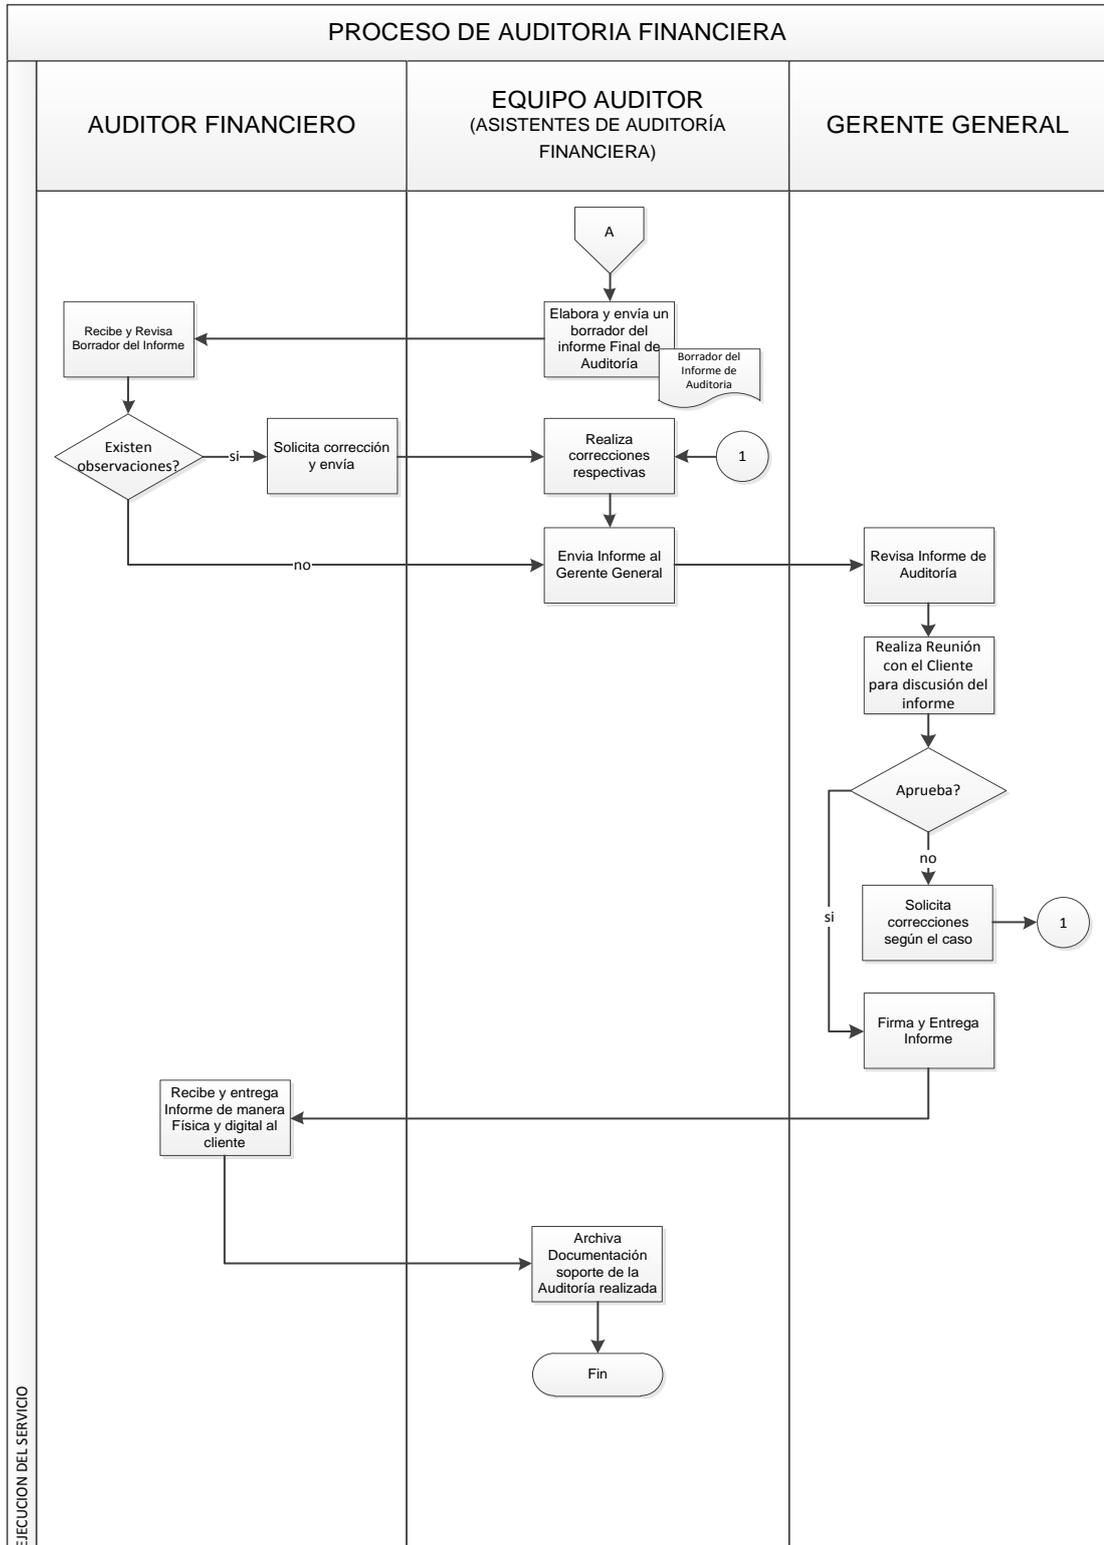 PROCESO DE AUDITORIA FINANCIERA
AUDITOR FINANCIERO
EQUIPO AUDITOR
(ASISTENTES DE AUDITORÍA
FINANCIERA)
GERENTE GENERAL
A
Elabora y envía un
borrador del
informe Final de
Auditoría
Borrador del
Informe de
Auditoria
Recibe y Revisa
Borrador del Informe
Existen
observaciones?
si
Solicita corrección
y envía
Realiza
correcciones
respectivas
1
no
Envia Informe al
Gerente General
Revisa Informe de
Auditoría
Realiza Reunión
con el Cliente
para discusión del
informe
Aprueba?
no
si
Solicita
correcciones
según el caso
1
Firma y Entrega
Informe
Recibe y entrega
Informe de manera
Física y digital al
cliente
Archiva
Documentación
soporte de la
Auditoría realizada
Fin
EJECUCION DEL SERVICIO